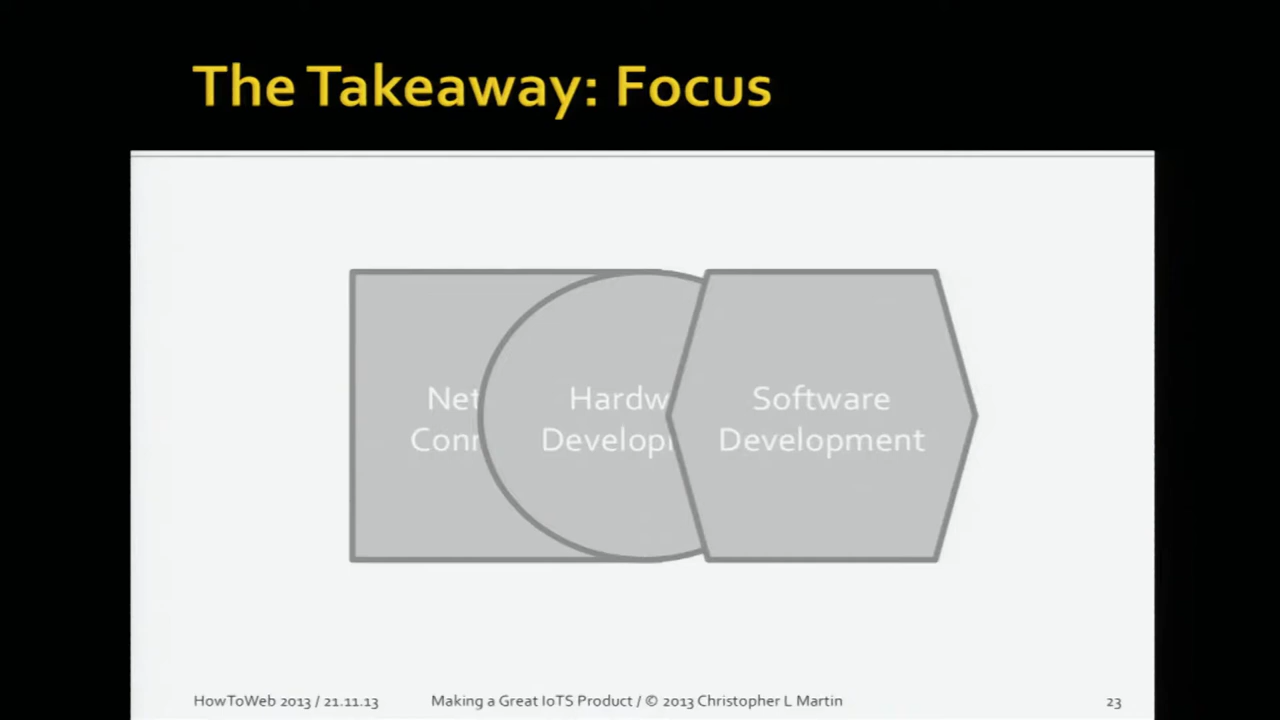 The Takeaway: Focus
Net
Conn
Hardw
Develop
Software
Development
HowToWeb 2013 / 21.11.13
Making a Great IoTS Product / © 2013 Christopher L Martin
23